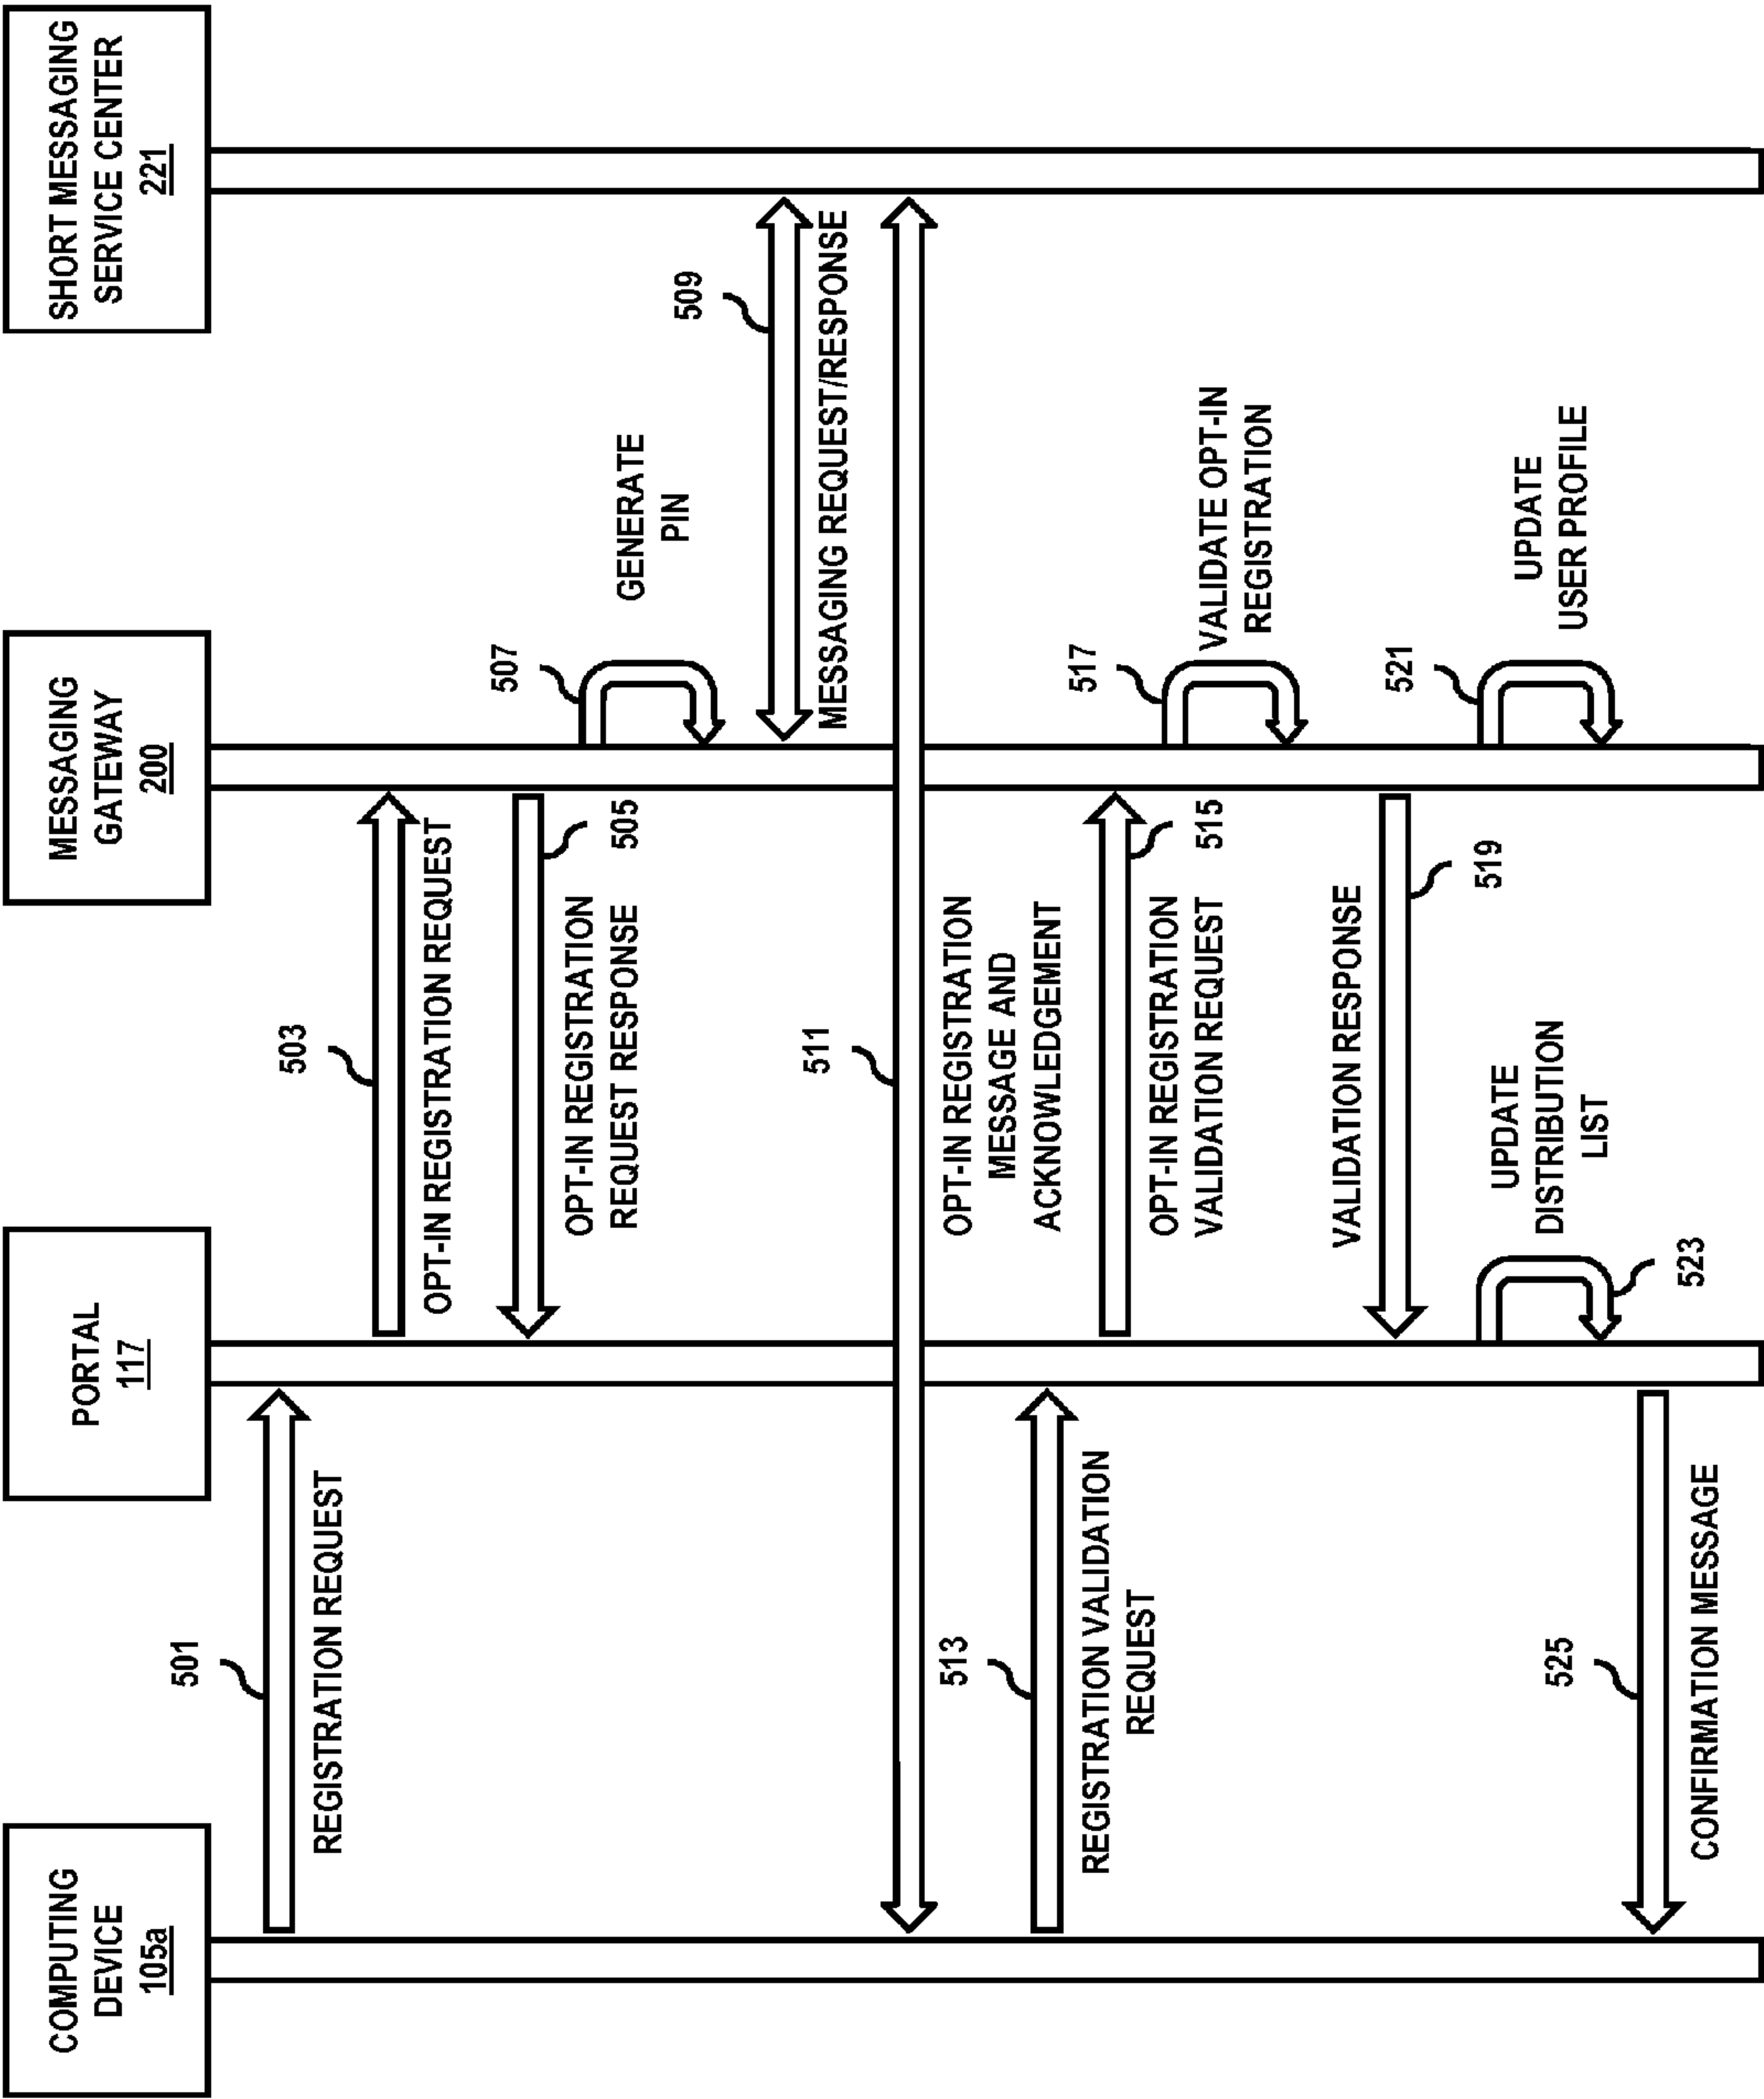 COMPUTING
DEVICE
105a
PORTAL
117
MESSAGING
GATEWAY
200
SHORT MESSAGING
SERVICE CENTER
221
501
REGISTRATION REQUEST
503
OPT-IN REGISTRATION REQUEST
505
OPT-IN REGISTRATION
REQUEST RESPONSE
507
GENERATE
PIN
509
MESSAGING REQUEST/RESPONSE
511
OPT-IN REGISTRATION
MESSAGE AND
ACKNOWLEDGEMENT
513
REGISTRATION VALIDATION
REQUEST
515
OPT-IN REGISTRATION
VALIDATION REQUEST
517
VALIDATE OPT-IN
REGISTRATION
VALIDATION RESPONSE
519
521
UPDATE
USER PROFILE
UPDATE
DISTRIBUTION
LIST
523
525
CONFIRMATION MESSAGE